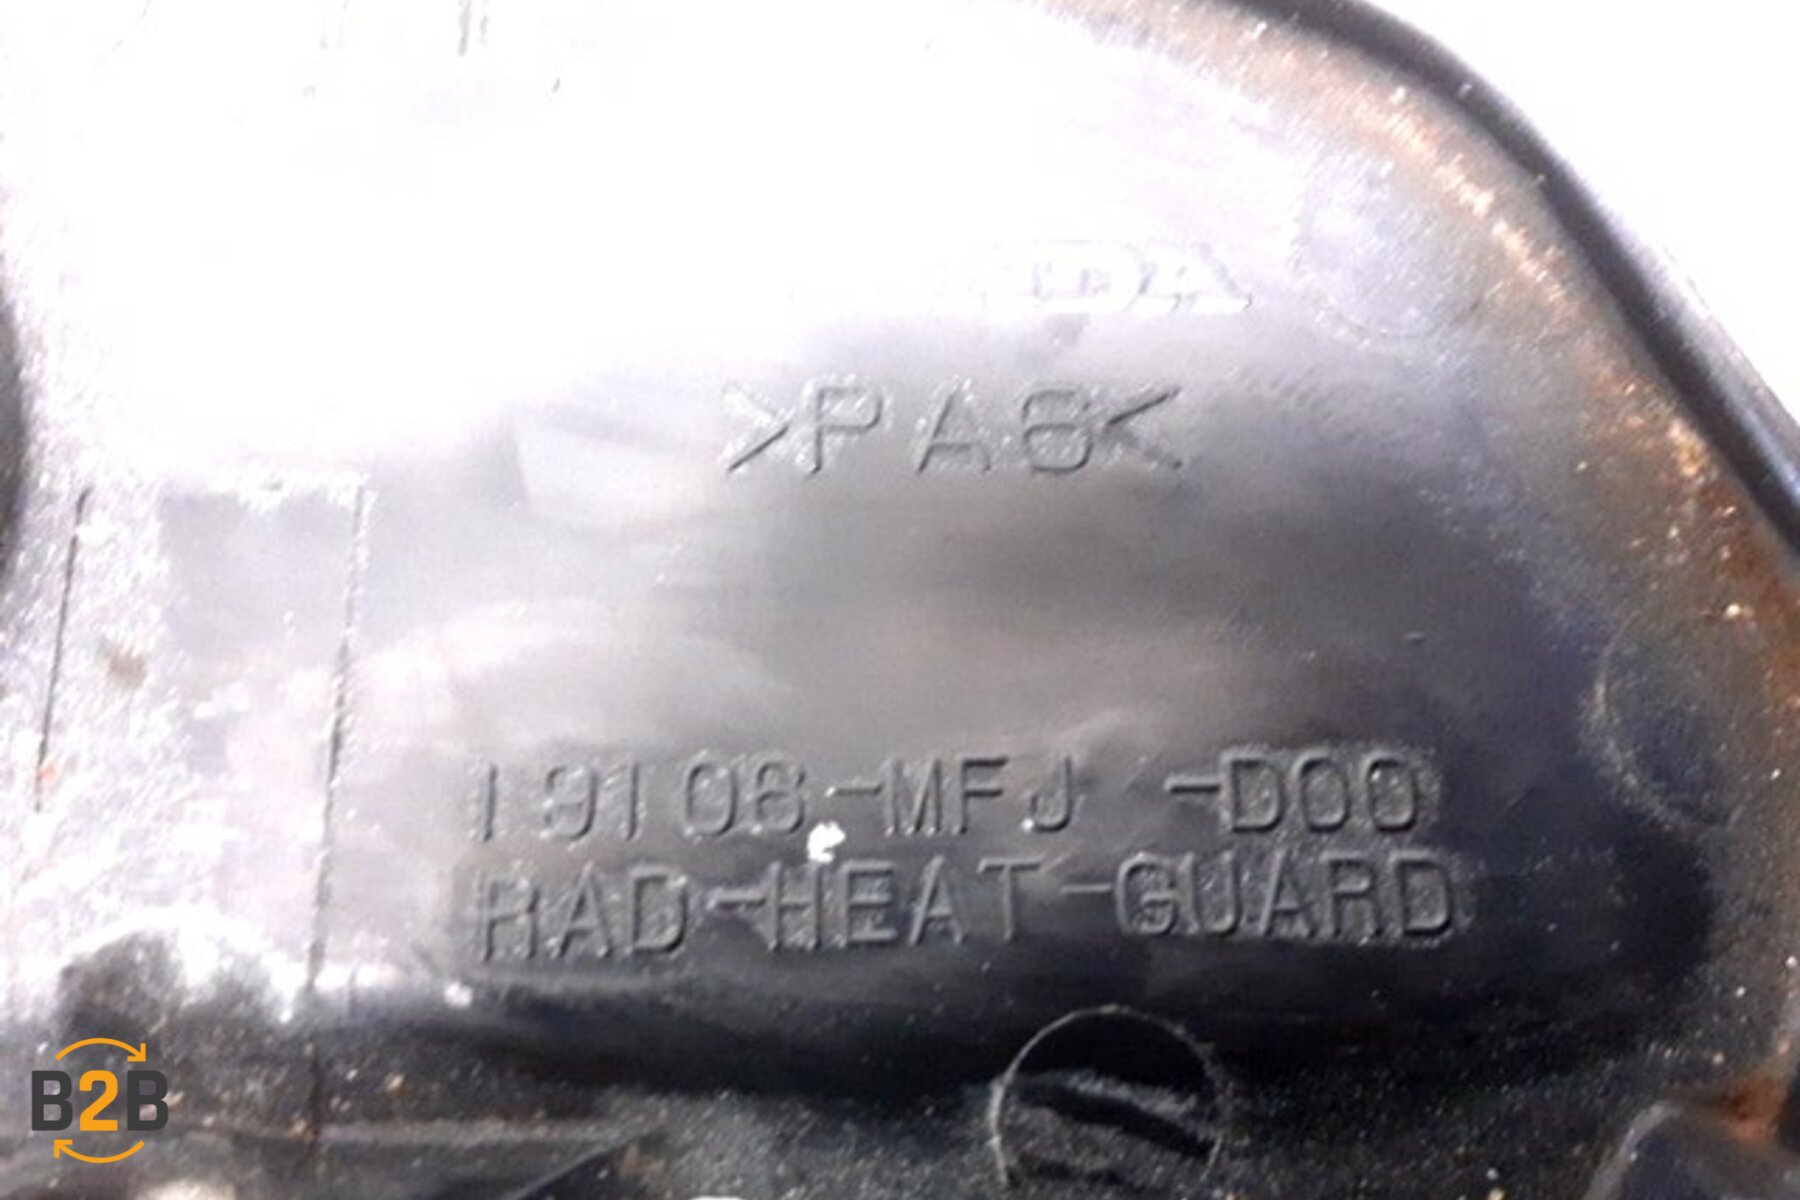 >PA6<
19108-MFJ -D00
RAD-HEAT-GUARD
B2B